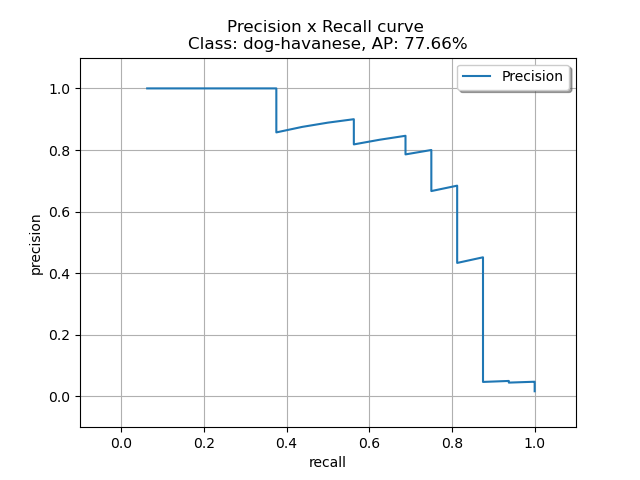 Precision x Recall curve
Class: dog-havanese, AP: 77.66%
Precision
1.0
0.8
0.6
0.4
0.2
0.0
precision
0.0 0.2 0.4 0.6 0.8 1.0
recall